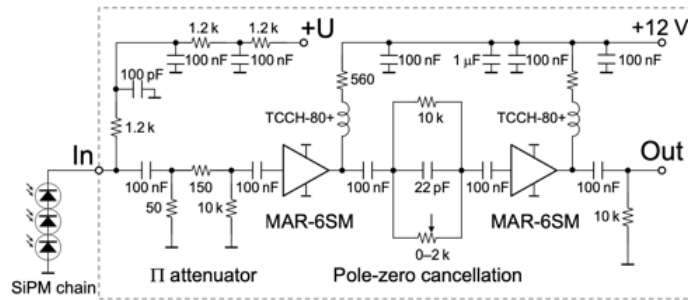 1.2 k
1.2 k
+U
+12 V
100 nF
100 nF
100 nF
1 μF
100 nF
100 nF
100 pF
560
TCCH-80+
TCCH-80+
1.2 k
10 k
In
Out
100 nF
150
100 nF
100 nF
22 pF
100 nF
100 nF
50
10 k
MAR-6SM
MAR-6SM
10 k
0–2 k
SiPM chain
Π attenuator
Pole-zero cancellation